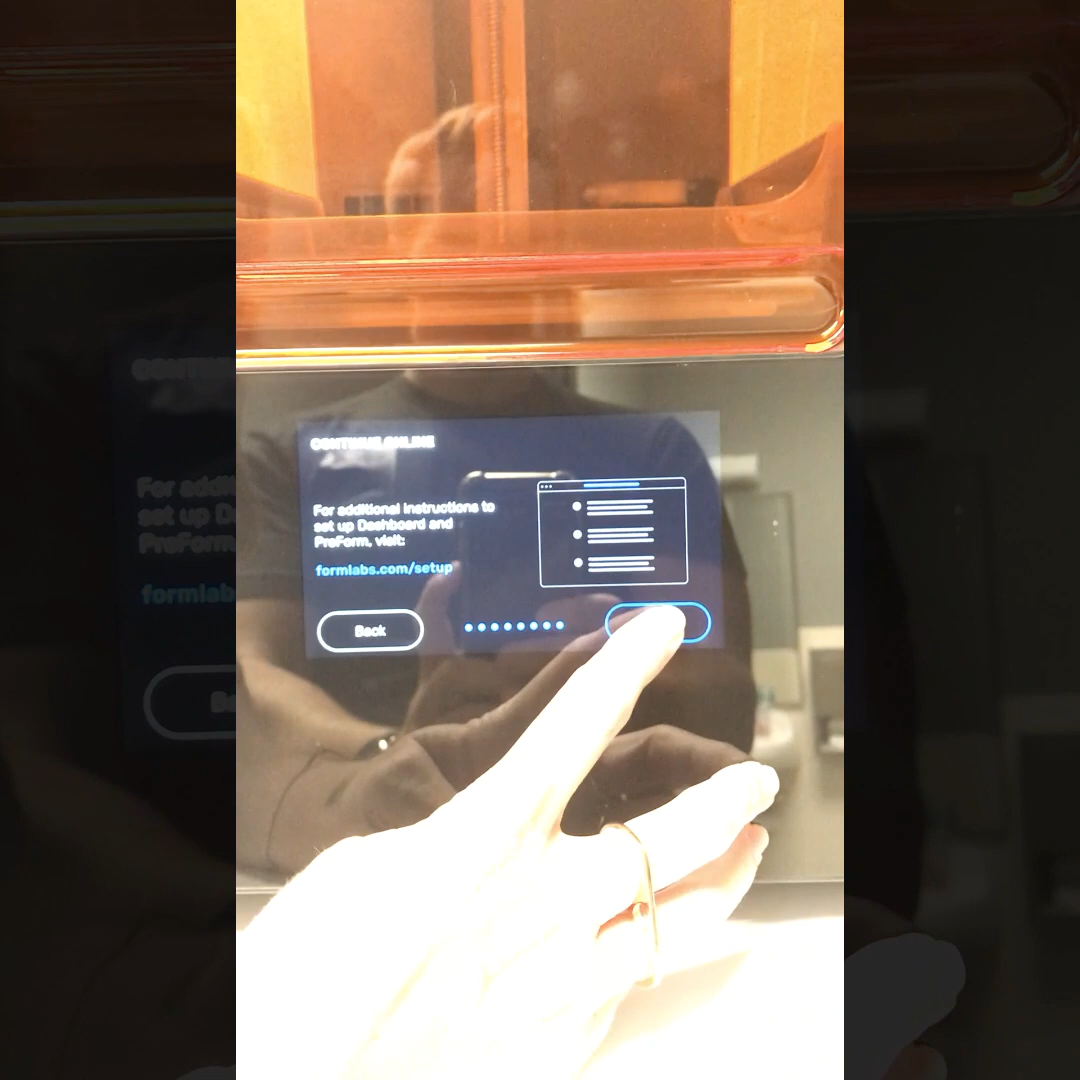 CONTINUE ONLINE
For additional instructions to
set up Dashboard and
PreForm, visit:
formlabs.com/setup
Back